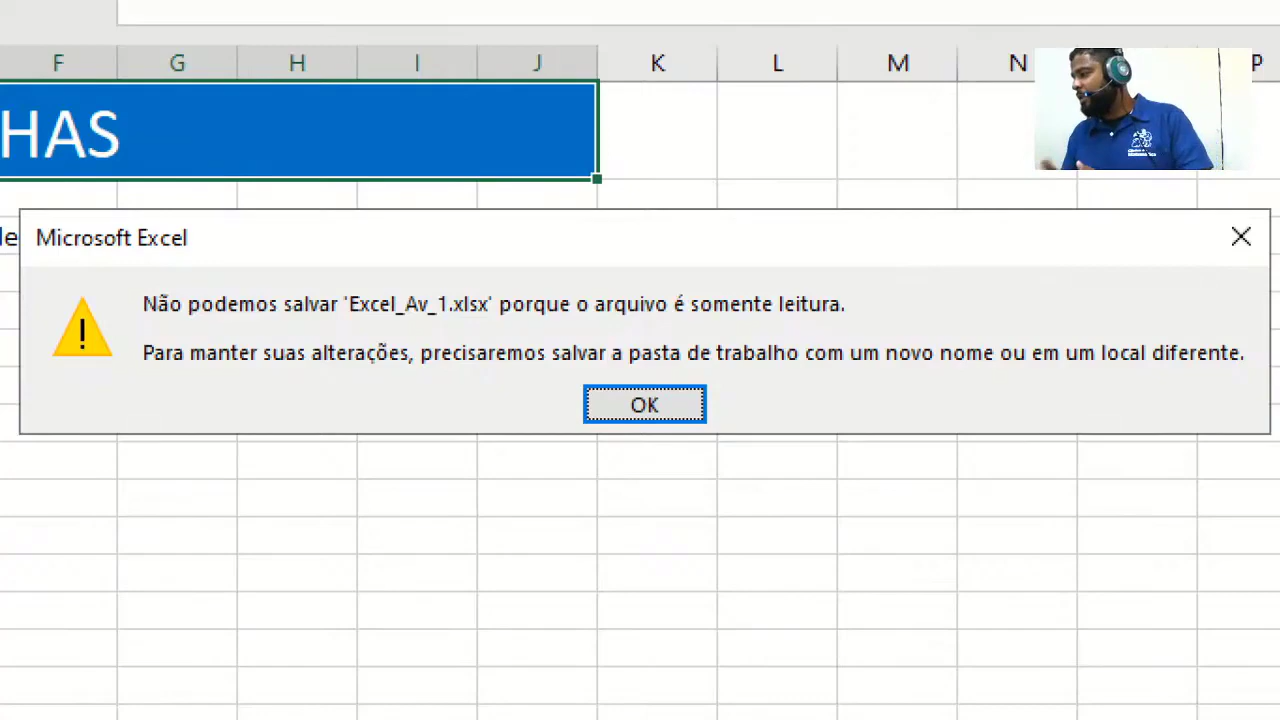 F G H I J K L M N P
HAS
de
Microsoft Excel
Não podemos salvar 'Excel_Av_1.xlsx' porque o arquivo é somente leitura.
Para manter suas alterações, precisaremos salvar a pasta de trabalho com um novo nome ou em um local diferente.
OK